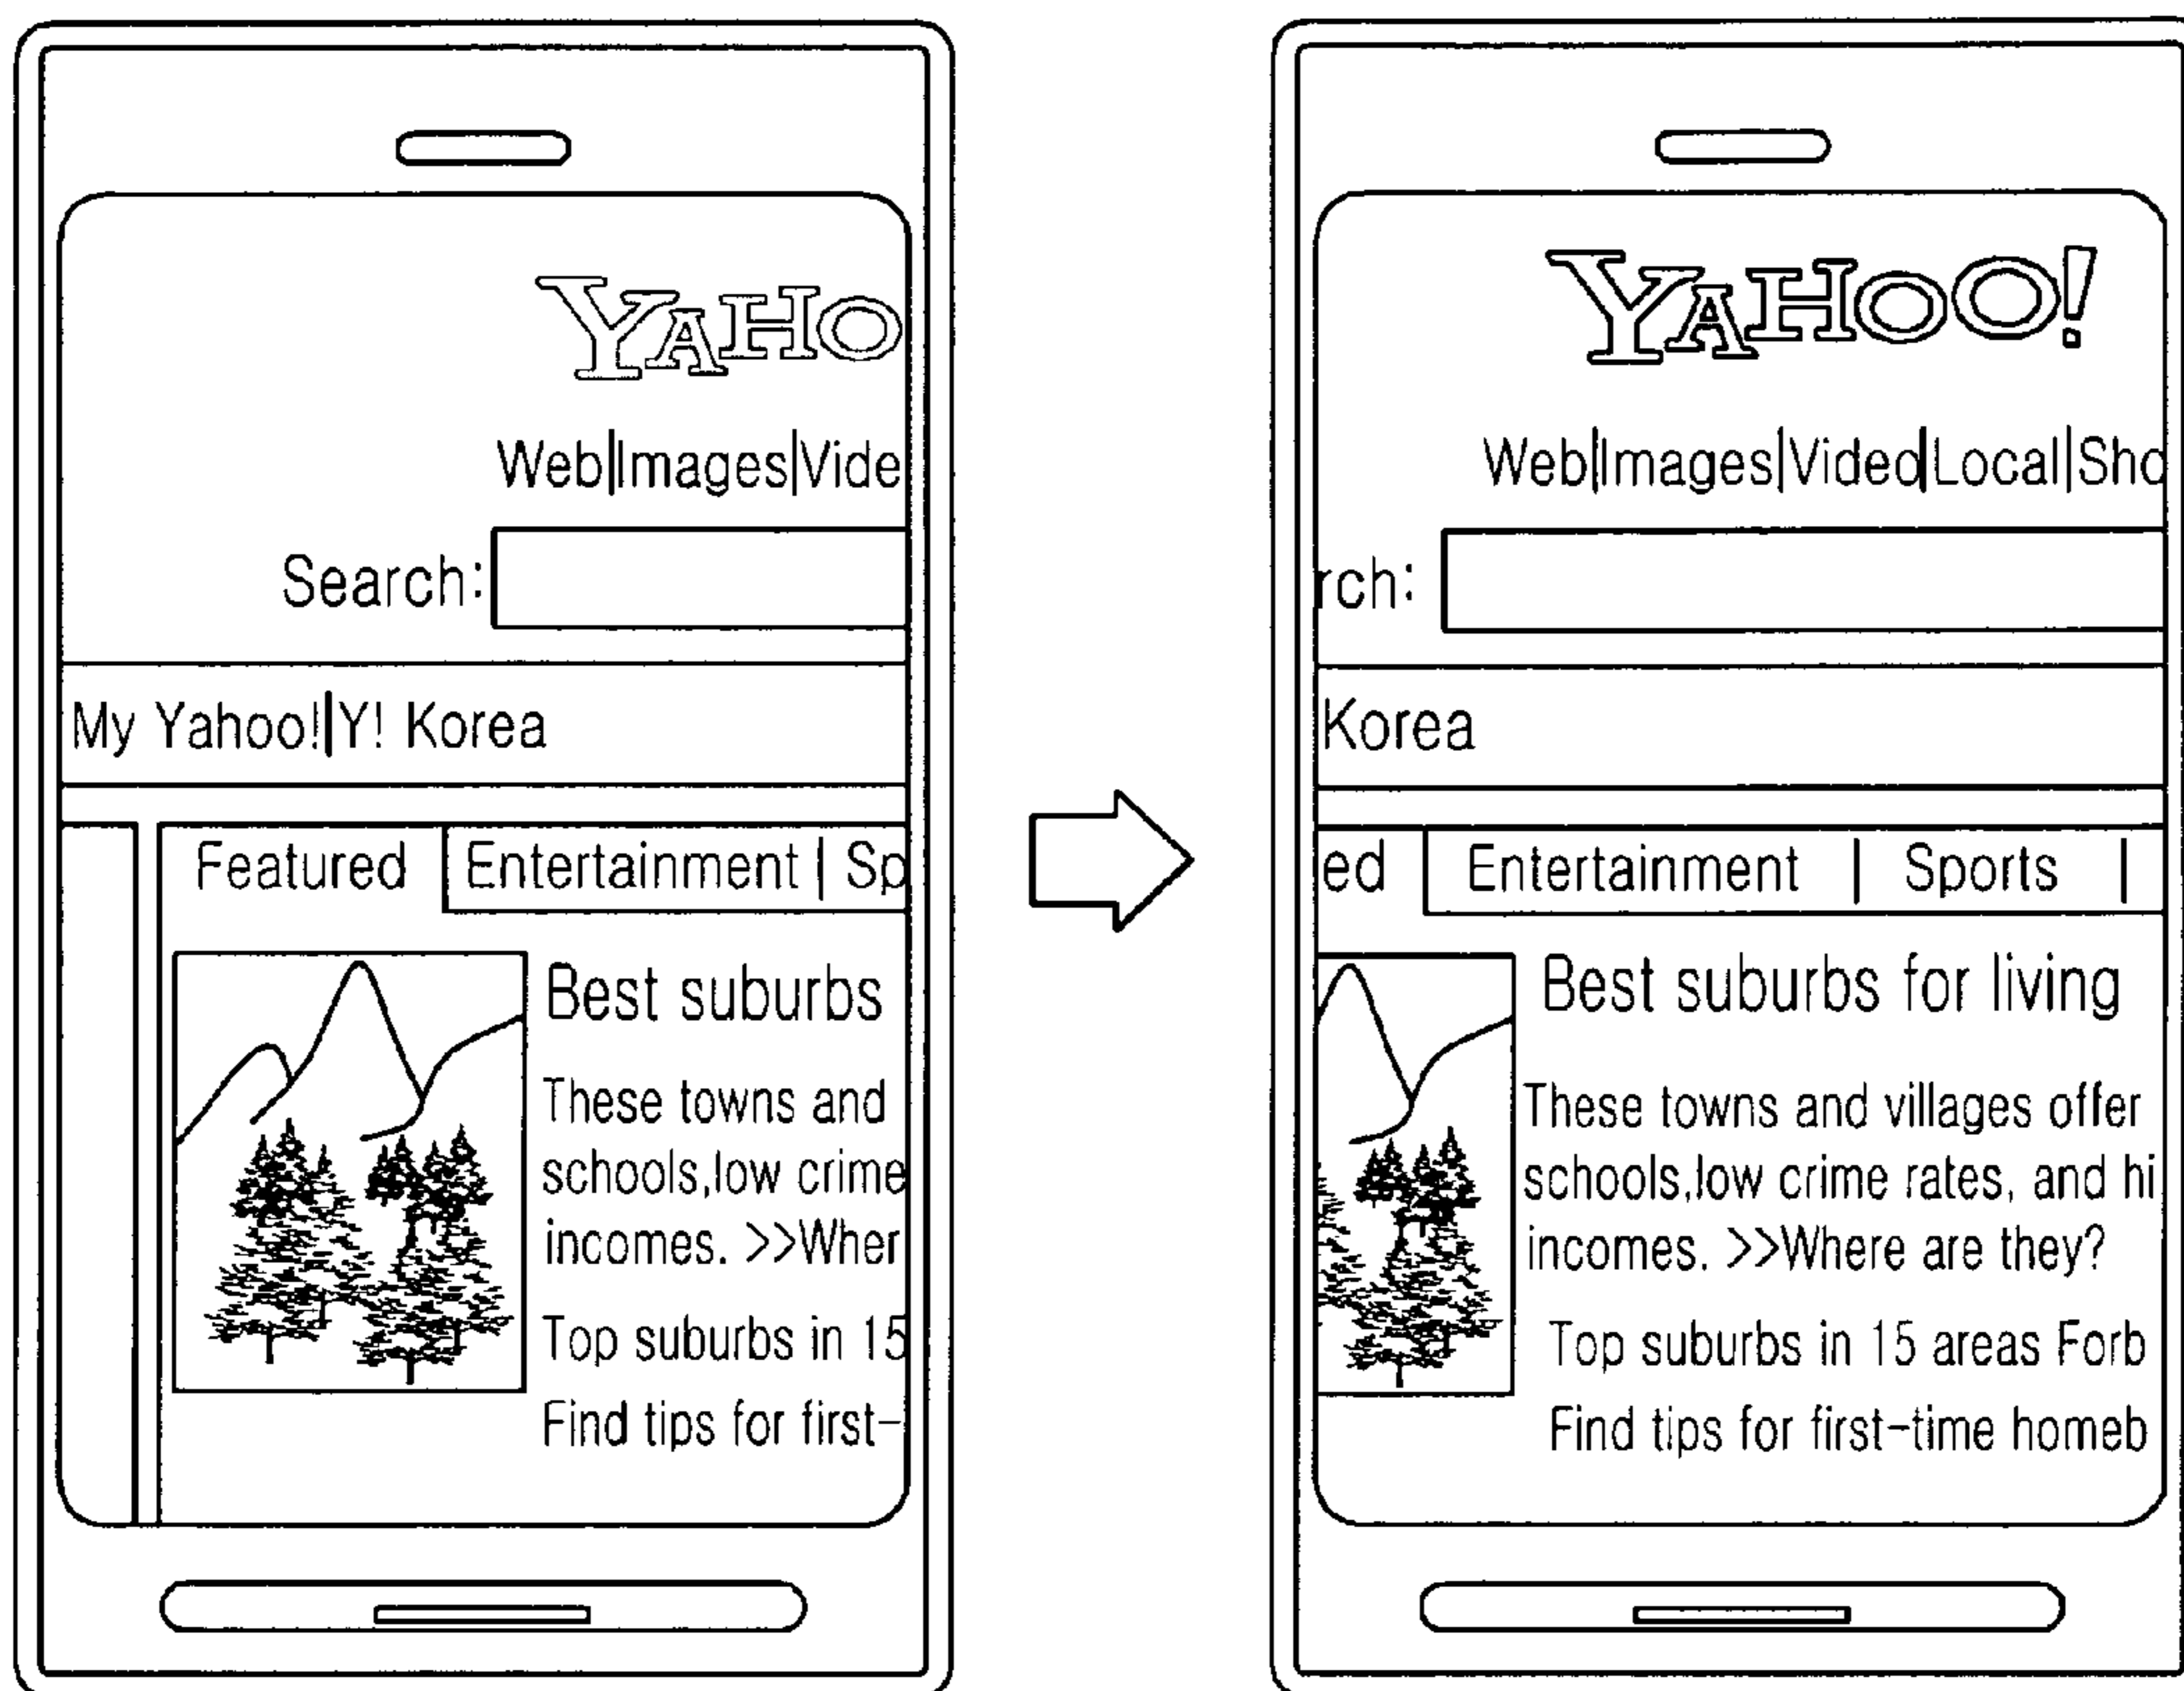 YAHO
Web|Images|Vide
Search:
My Yahoo!|Y! Korea
Featured Entertainment | Sp
Best suburbs
These towns and
schools,low crime
incomes. >>Wher
Top suburbs in 15
Find tips for first-
YAHOO!
Web|Images|Vided|Local|Sho
rch:
Korea
ed Entertainment | Sports |
Best suburbs for living
These towns and villages offer
schools,low crime rates, and hi
incomes. >>Where are they?
Top suburbs in 15 areas Forb
Find tips for first-time homeb